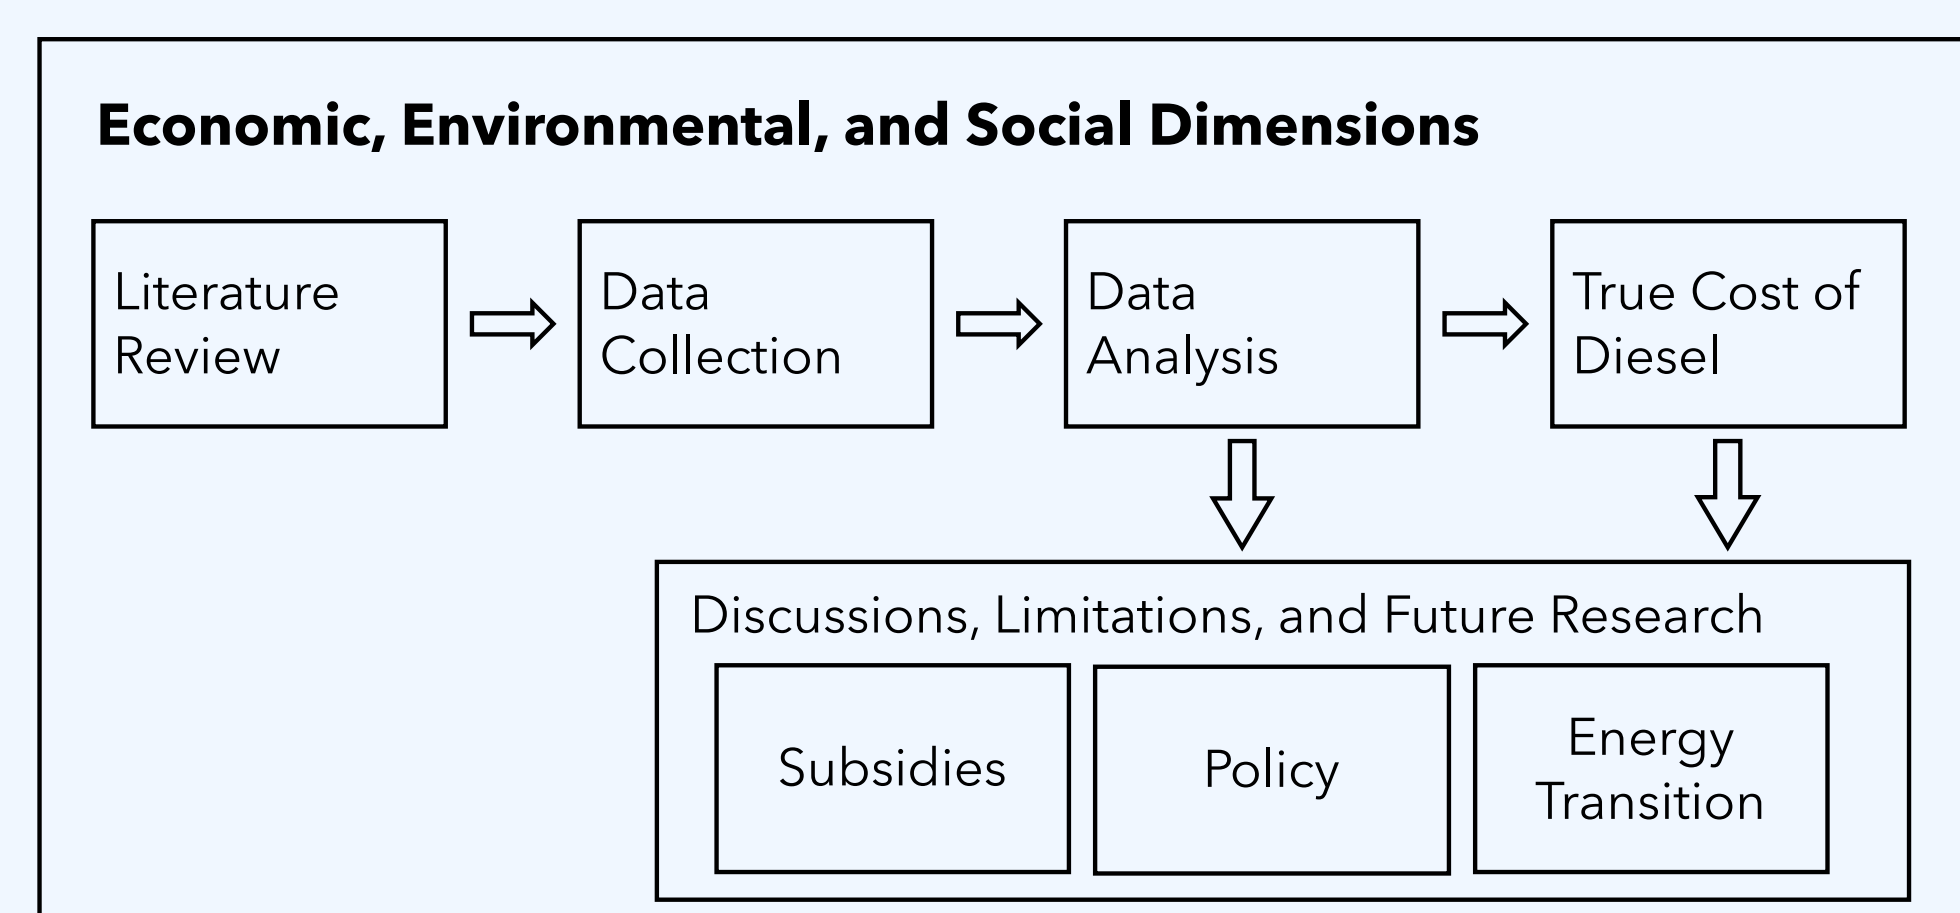 Economic, Environmental, and Social Dimensions
Literature
Review
Data
Collection
Data
Analysis
True Cost of
Diesel
Discussions, Limitations, and Future Research
Subsidies
Policy
Energy
Transition